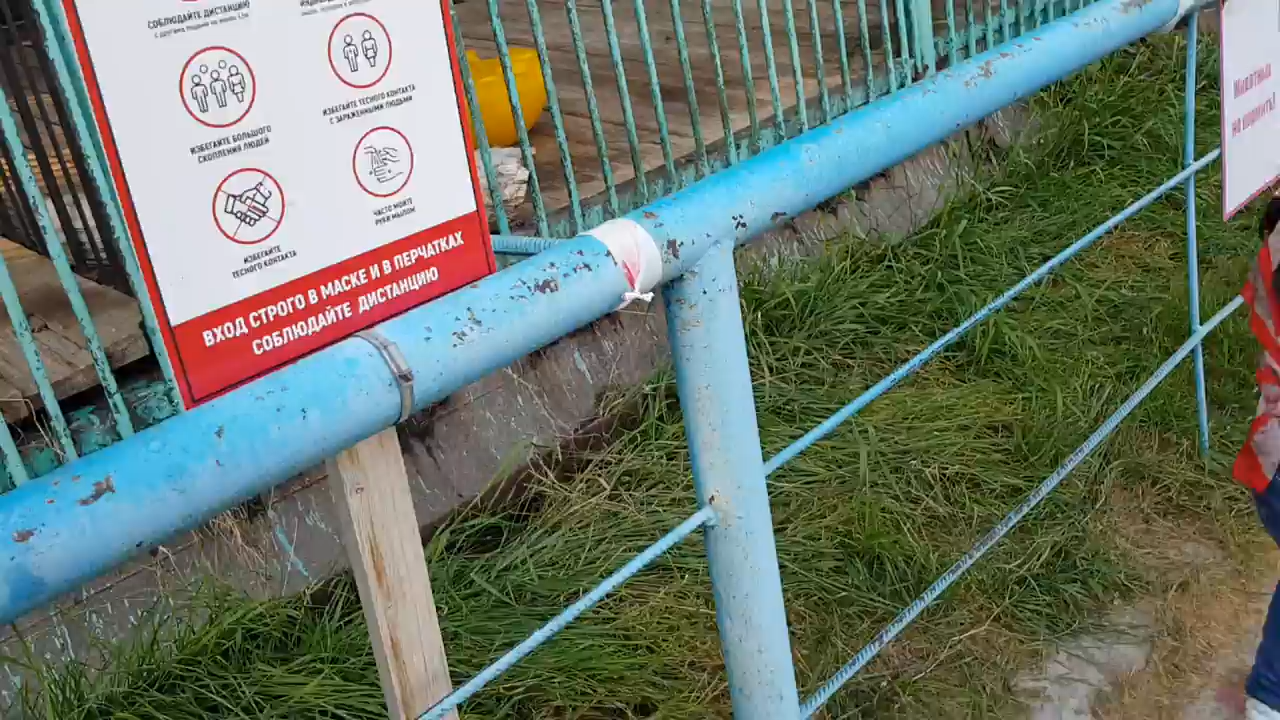 СОБЛЮДАЙТЕ ДИСТАНЦИЮ
ИЗБЕГАЙТЕ БОЛЬШОГО
СКОПЛЕНИЯ ЛЮДЕЙ
ИЗБЕГАЙТЕ ТЕСНОГО КОНТАКТА
С ЗАРАЖЕННЫМИ ЛЮДЬМИ
ИЗБЕГАЙТЕ
ТЕСНОГО КОНТАКТА
ЧАСТО МОЙТЕ
РУКИ МЫЛОМ
ВХОД СТРОГО В МАСКЕ И В ПЕРЧАТКАХ
СОБЛЮДАЙТЕ ДИСТАНЦИЮ
Животных
не кормить!